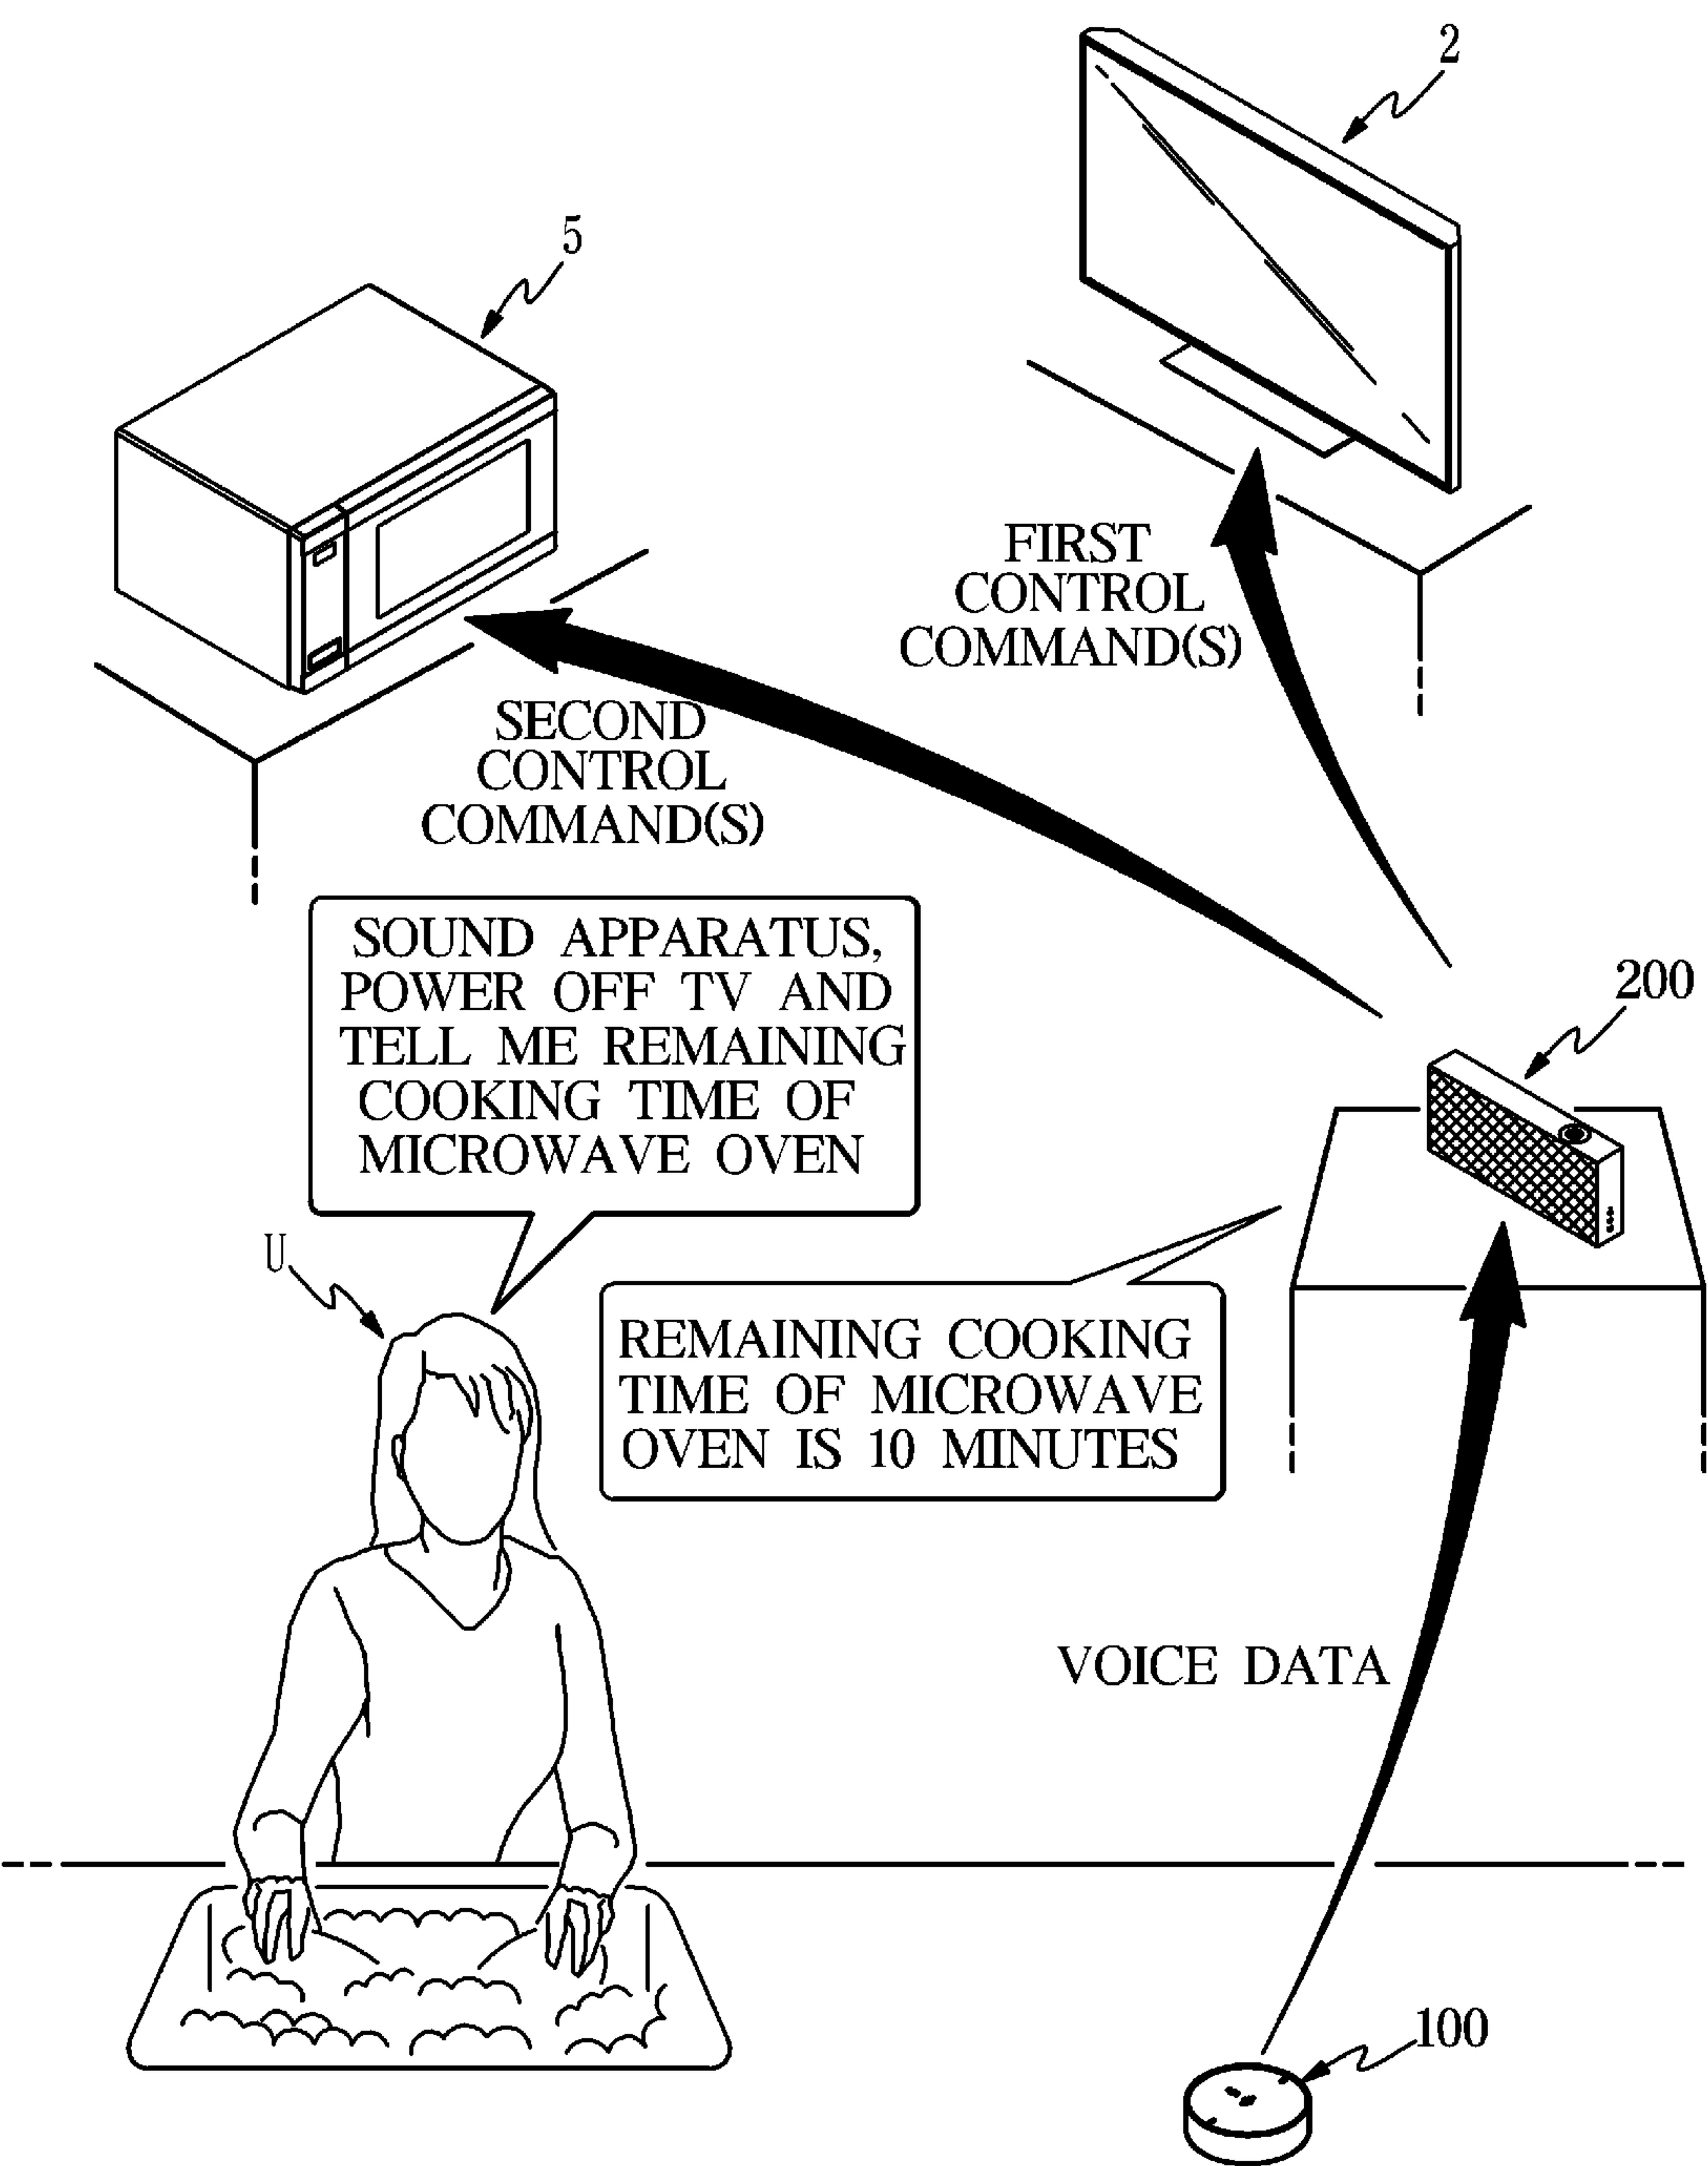 2
5
FIRST
CONTROL
COMMAND(S)
SECOND
CONTROL
COMMAND(S)
SOUND APPARATUS,
POWER OFF TV AND
TELL ME REMAINING
COOKING TIME OF
MICROWAVE OVEN
200
U
REMAINING COOKING
TIME OF MICROWAVE
OVEN IS 10 MINUTES
VOICE DATA
100